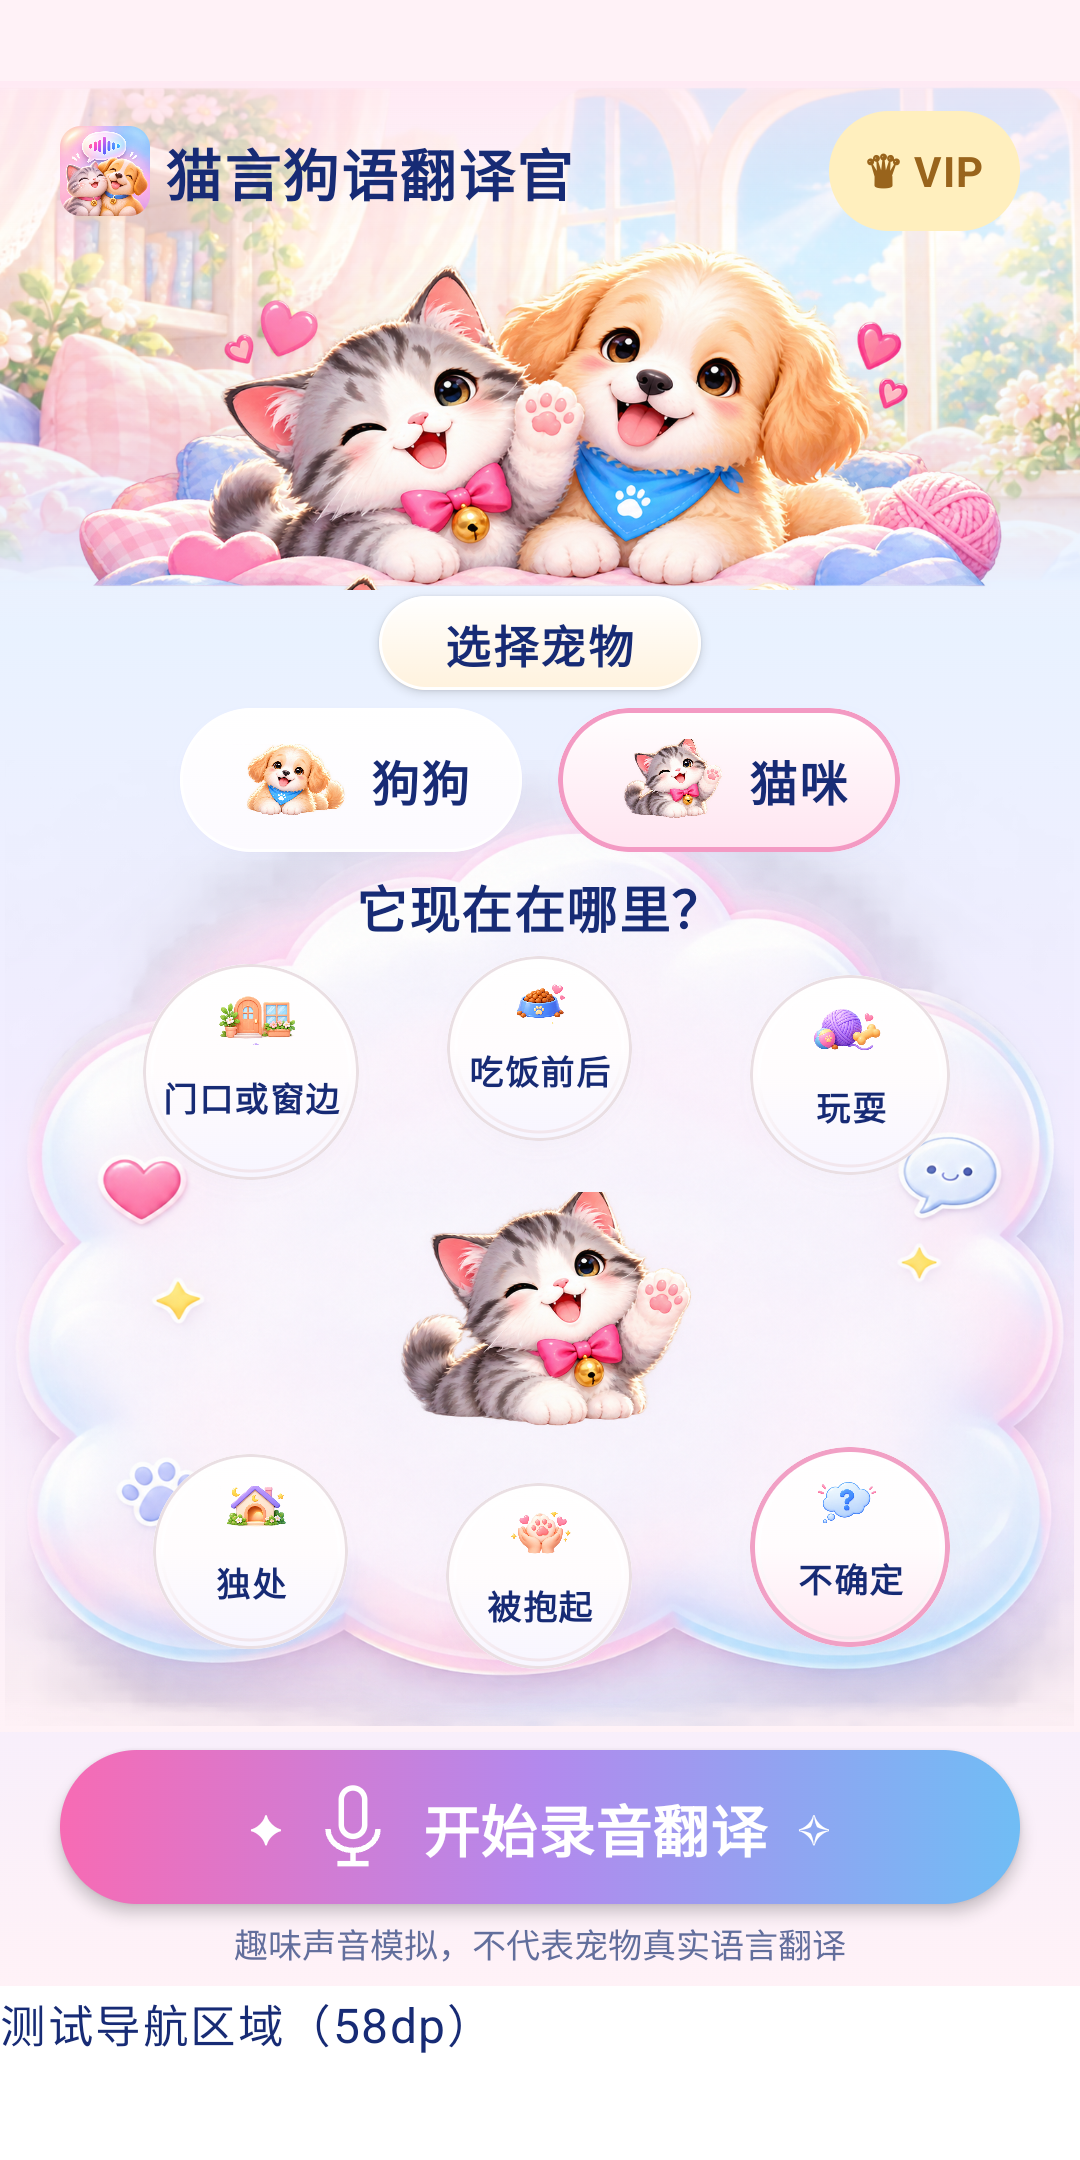 猫言狗语翻译官
VIP
选择宠物
狗狗
猫咪
它现在在哪里？
门口或窗边
吃饭前后
玩耍
独处
被抱起
不确定
开始录音翻译
趣味声音模拟，不代表宠物真实语言翻译
测试导航区域（58dp）